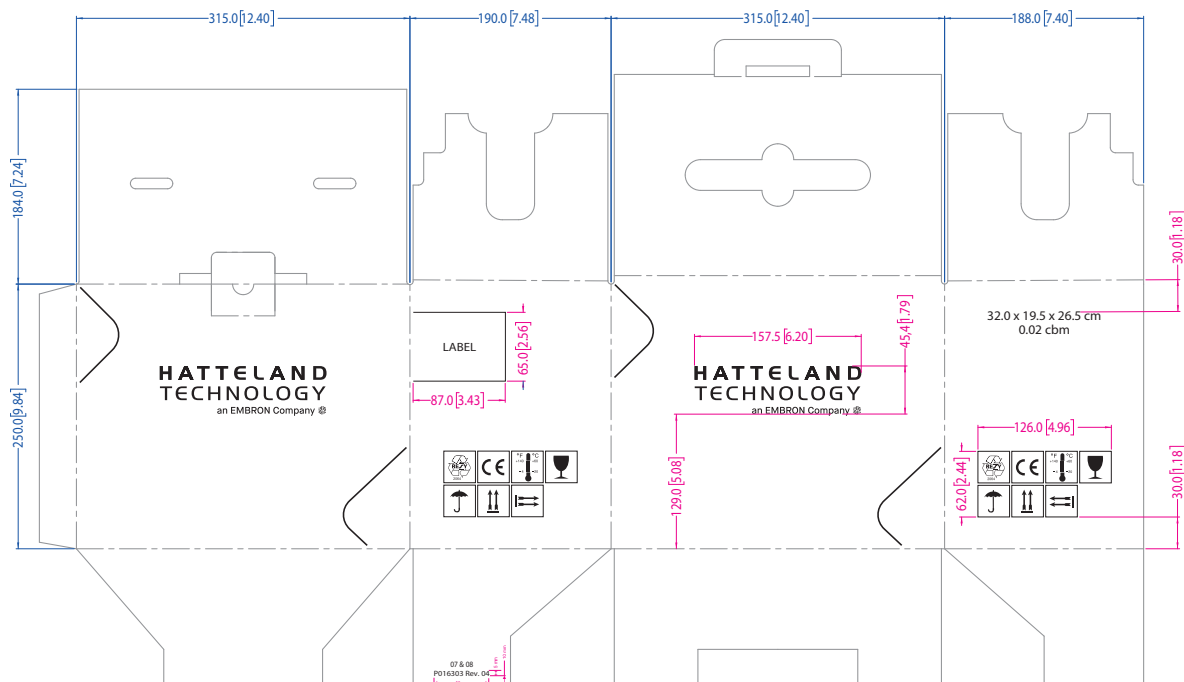 315.0[12.40]
190.0[7.48]
315.0[12.40]
188.0[7.40]
184.0[7.24]
30.0[1.18]
250.0[9.84]
LABEL
65.0[2.56]
87.0[3.43]
157.5[6.20]
45,4[1.79]
32.0 x 19.5 x 26.5 cm
0.02 cbm
HATTELAND
TECHNOLOGY
an EMBRON Company
HATTELAND
TECHNOLOGY
an EMBRON Company
129.0[5.08]
126.0[4.96]
62.0[2.44]
30.0[1.18]
BEZY
CE
°F °C
BEZY
CE
°F °C
07 & 08
P016303 Rev. 04